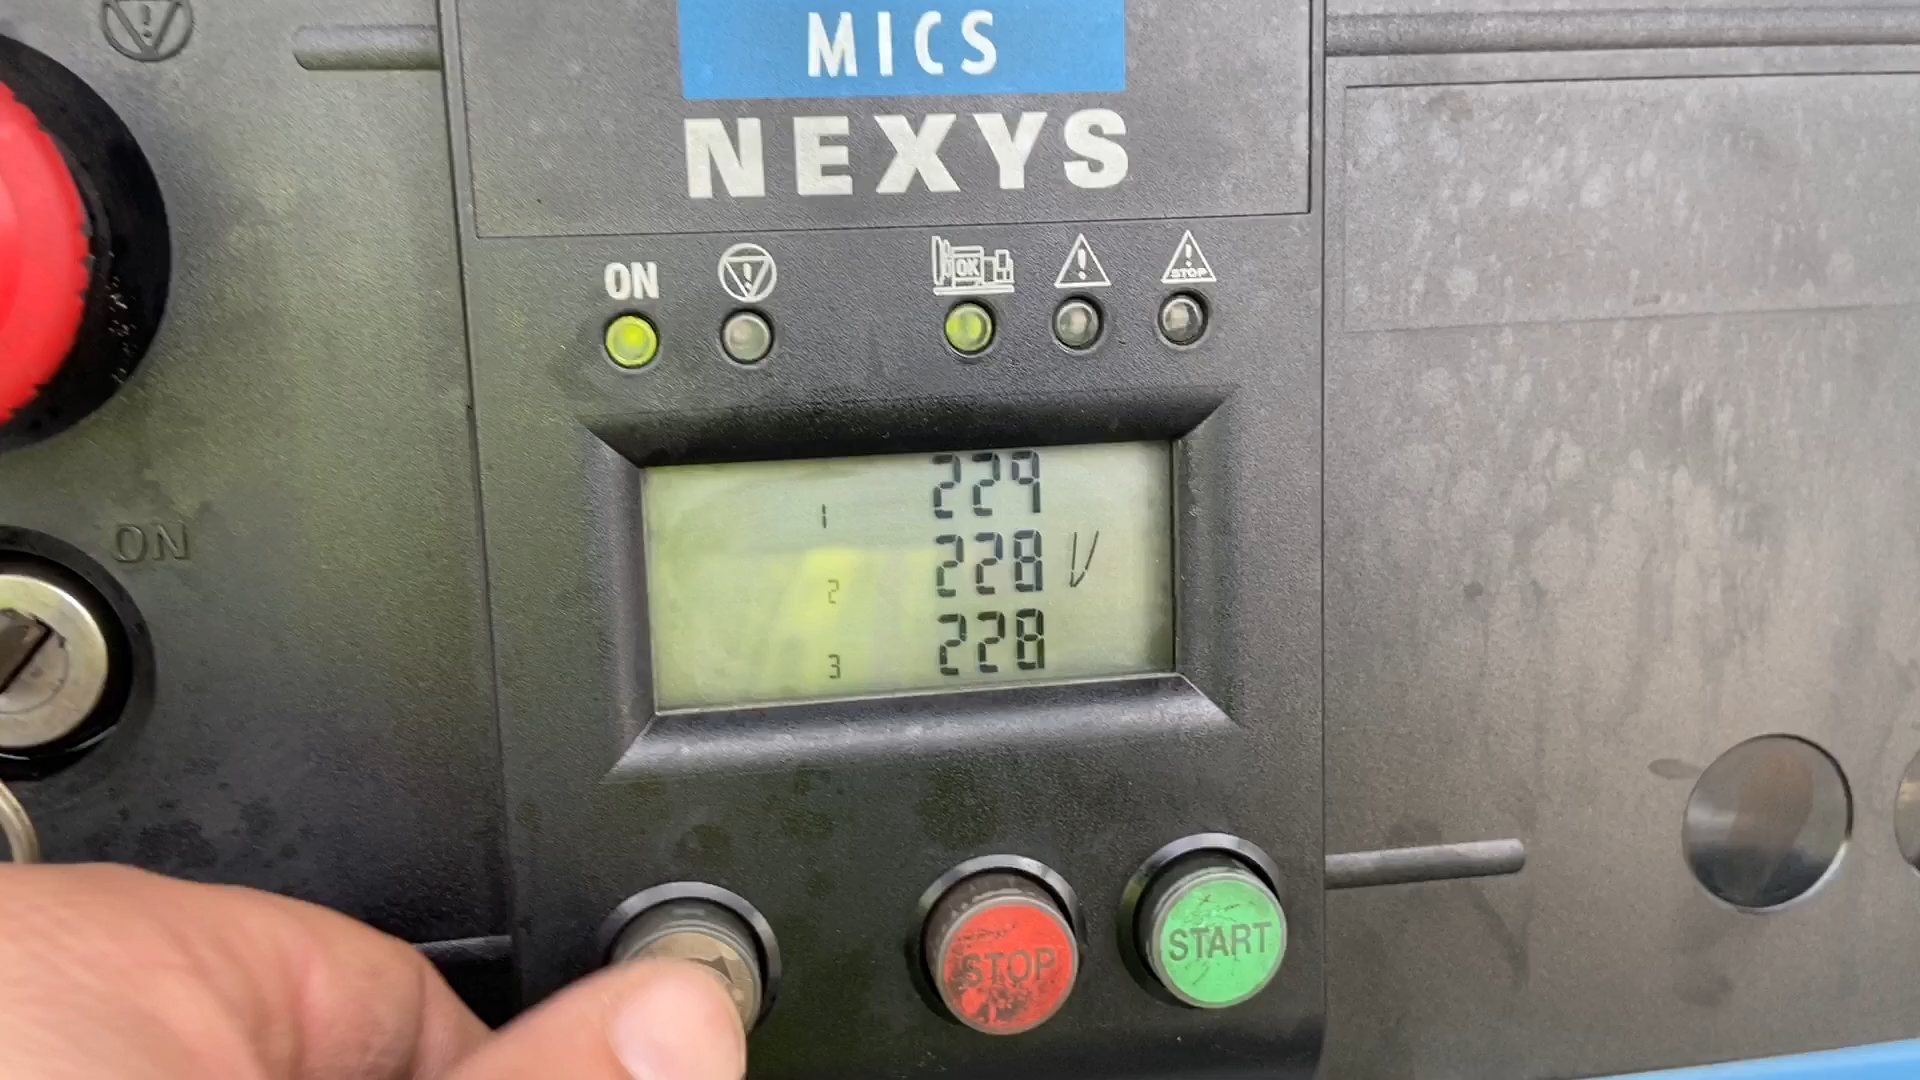 MICS
NEXYS
ON
OK
STOP
ON
1 229
2 228 V
3 228
STOP
START